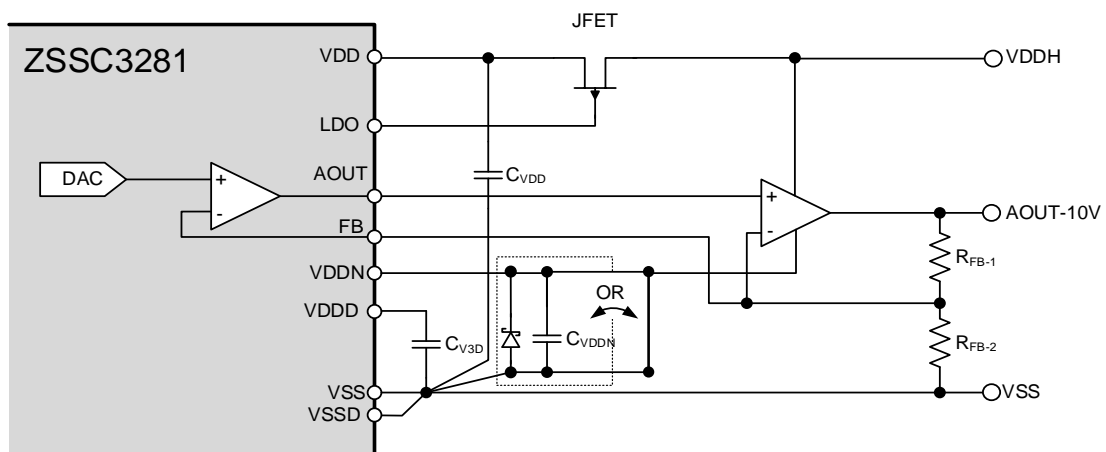 JFET
ZSSC3281
VDD
VDDH
LDO
DAC
+
-
AOUT
CVDD
+
-
AOUT-10V
FB
RFB-1
VDDN
OR
VDDD
CV3D
CVDDN
RFB-2
VSS
VSS
VSSD